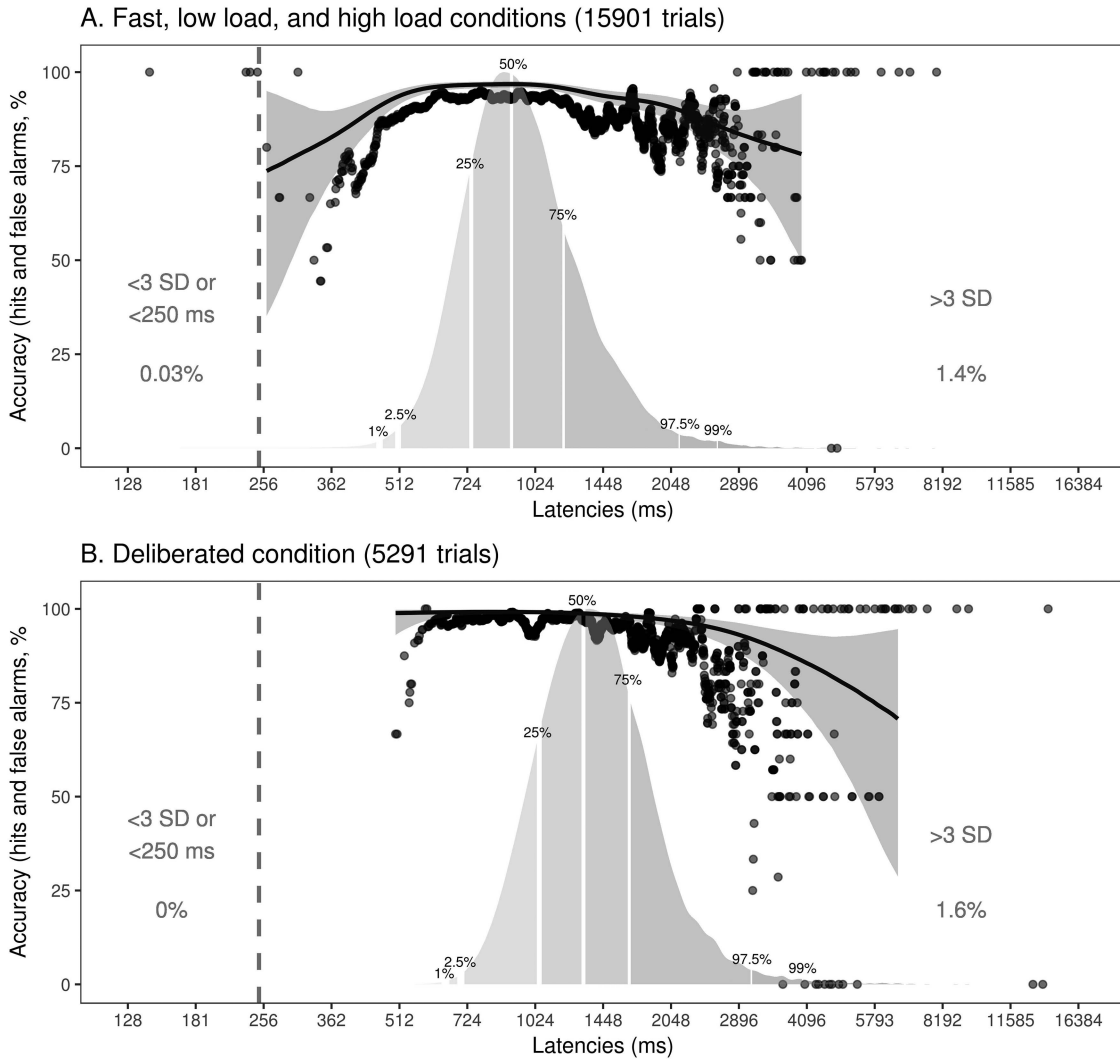 A. Fast, low load, and high load conditions (15901 trials)
Accuracy (hits and false alarms, %
100
75
50
25
0
50%
25%
75%
2.5%
1%
97.5%
99%
<3 SD or
<250 ms
0.03%
>3 SD
1.4%
128 181 256 362 512 724 1024 1448 2048 2896 4096 5793 8192 11585 16384
Latencies (ms)
B. Deliberated condition (5291 trials)
Accuracy (hits and false alarms, %
100
75
50
25
0
50%
75%
25%
2.5%
1%
97.5%
99%
<3 SD or
<250 ms
0%
>3 SD
1.6%
128 181 256 362 512 724 1024 1448 2048 2896 4096 5793 8192 11585 16384
Latencies (ms)